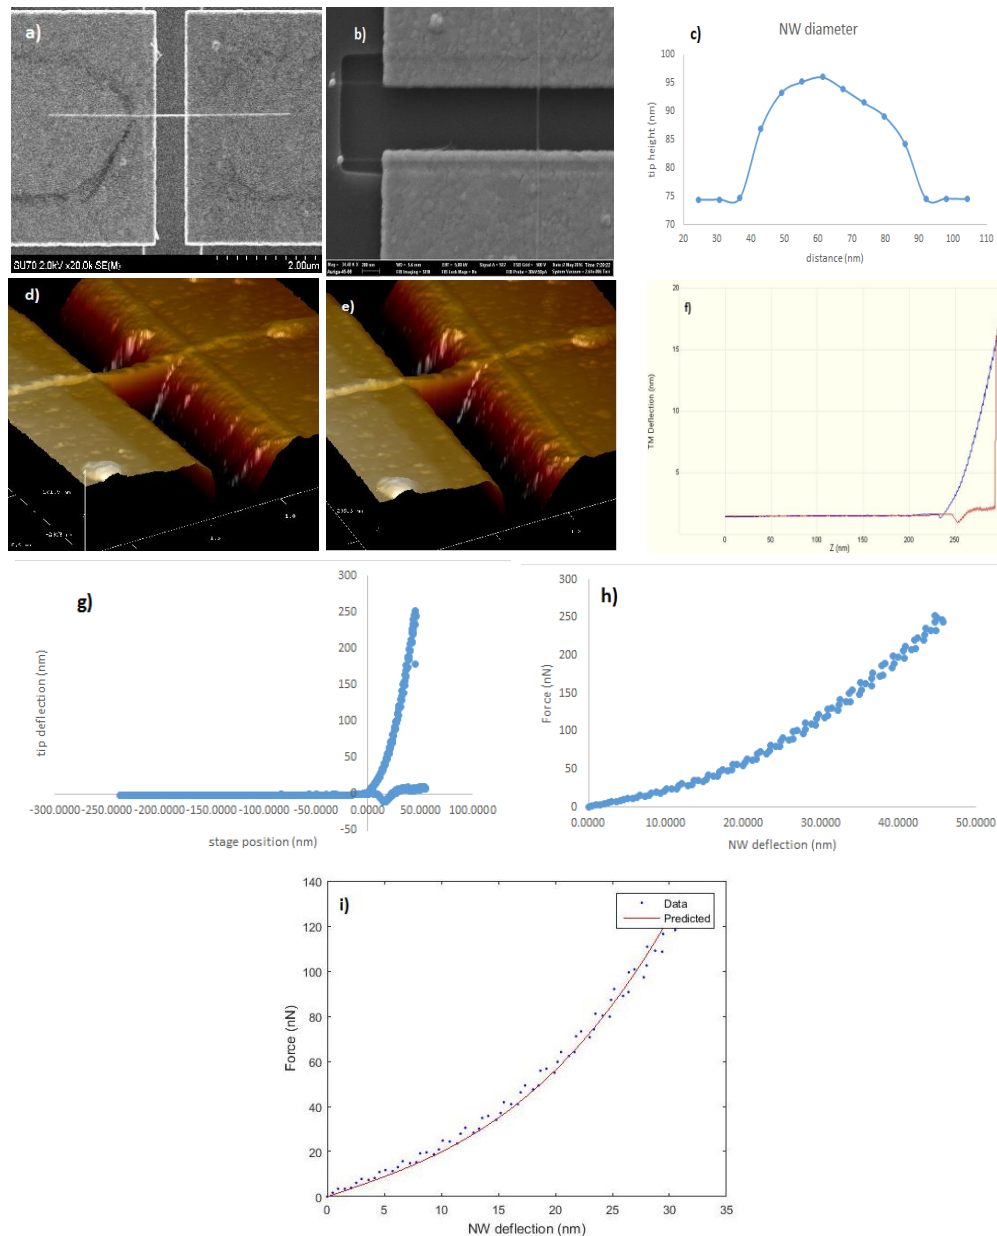 a)
SU70 2.0kV x20.0k SE(M)
2.00um
b)
c)
NW diameter
100
95
90
85
80
75
70
tip height (nm)
20 30 40 50 60 70 80 90 100 110
distance (nm)
d)
e)
f)
20
15
10
5
TM Deflection (nm)
0 50 100 150 200 250
Z (nm)
g)
300
250
200
150
100
50
0
-50
tip deflection (nm)
-300.0000 -250.0000 -200.0000 -150.0000 -100.0000 -50.0000 0.0000 50.0000 100.0000
stage position (nm)
h)
300
250
200
150
100
50
0
Force (nN)
0.0000 10.0000 20.0000 30.0000 40.0000 50.0000
NW deflection (nm)
i)
140
120
100
80
60
40
20
0
Force (nN)
Data
Predicted
0 5 10 15 20 25 30 35
NW deflection (nm)